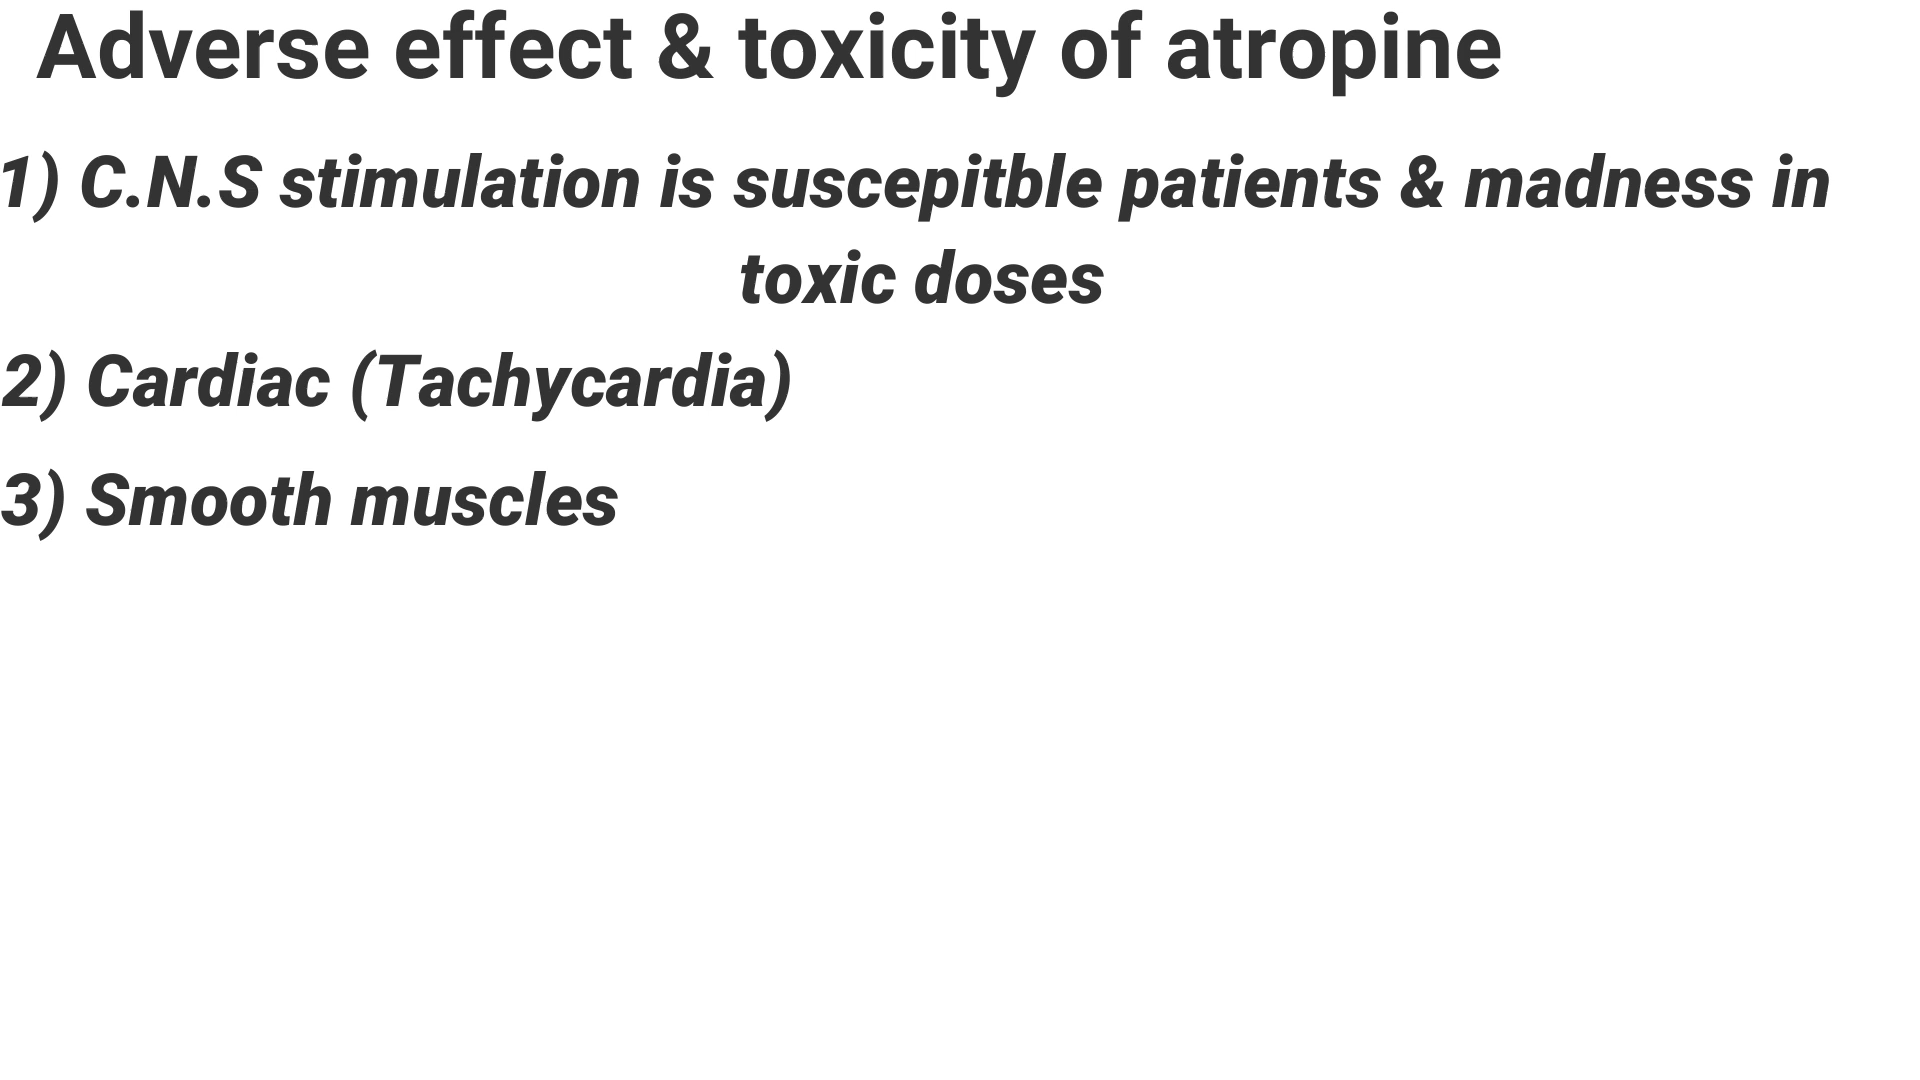 Adverse effect & toxicity of atropine
1) C.N.S stimulation is suscepitble patients & madness in
toxic doses
2) Cardiac (Tachycardia)
3) Smooth muscles